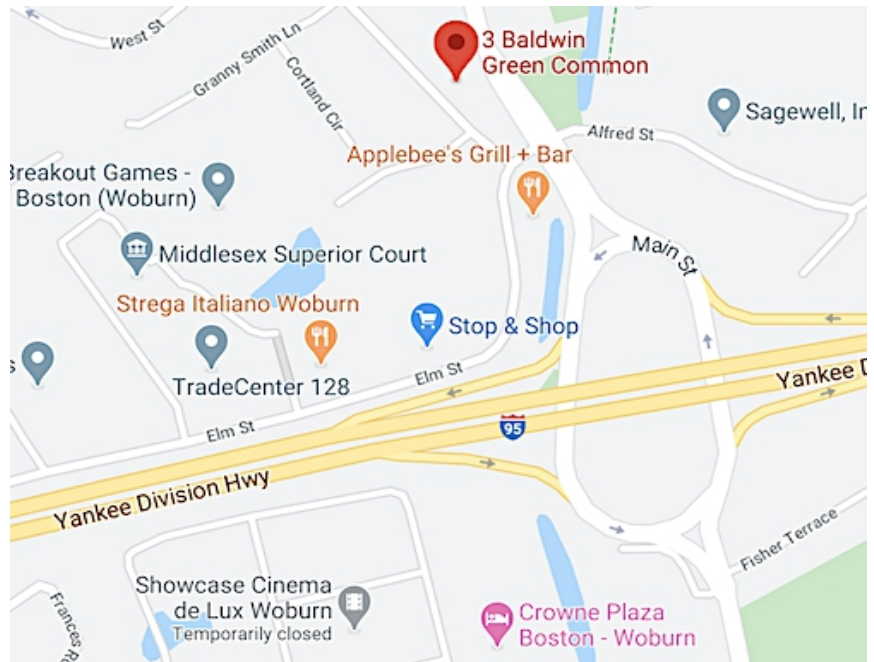 West St
Granny Smith Ln
Cortland Cir
3 Baldwin
Green Common
Sagewell, In
Alfred St
Applebee's Grill + Bar
Breakout Games -
Boston (Woburn)
Main St
Middlesex Superior Court
Strega Italiano Woburn
Stop & Shop
s
TradeCenter 128
Elm St
Yankee D
Elm St
95
Yankee Division Hwy
Fisher Terrace
Showcase Cinema
de Lux Woburn
Temporarily closed
Frances
Crowne Plaza
Boston - Woburn